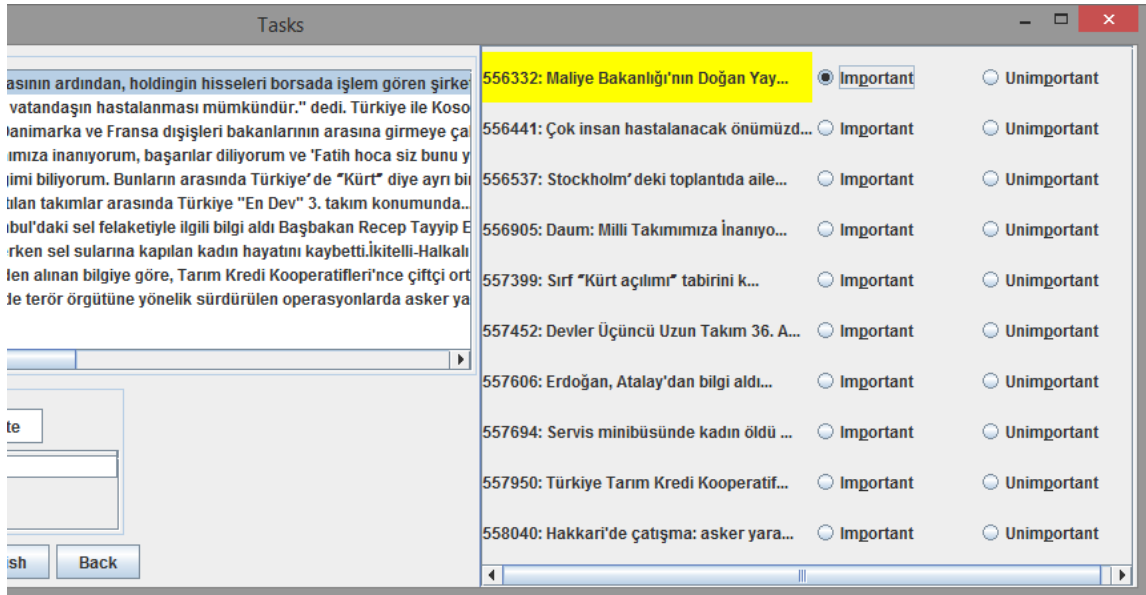 Tasks
asının ardından, holdingin hisseleri borsada işlem gören şirke
vatandaşın hastalanması mümkündür." dedi. Türkiye ile Koso
Danimarka ve Fransa dışişleri bakanlarının arasına girmeye ça
ımıza inanıyorum, başarılar diliyorum ve 'Fatih hoca siz bunu y
ğimi biliyorum. Bunların arasında Türkiye'de "Kürt" diye ayrı bi
tılan takımlar arasında Türkiye "En Dev" 3. takım konumunda...
nbul'daki sel felaketiyle ilgili bilgi aldı Başbakan Recep Tayyip E
erken sel sularına kapılan kadın hayatını kaybetti.İkitelli-Halkalı
den alınan bilgiye göre, Tarım Kredi Kooperatifleri'nce çiftçi ort
de terör örgütüne yönelik sürdürülen operasyonlarda asker ya
te
sh
Back
556332: Maliye Bakanlığı'nın Doğan Yay... Important Unimportant
556441: Çok insan hastalanacak önümüzd... Important Unimportant
556537: Stockholm'deki toplantıda aile... Important Unimportant
556905: Daum: Milli Takımımıza İnanıyo... Important Unimportant
557399: Sırf "Kürt açılımı" tabirini k... Important Unimportant
557452: Devler Üçüncü Uzun Takım 36. A... Important Unimportant
557606: Erdoğan, Atalay'dan bilgi aldı... Important Unimportant
557694: Servis minibüsünde kadın öldü ... Important Unimportant
557950: Türkiye Tarım Kredi Kooperatif... Important Unimportant
558040: Hakkari'de çatışma: asker yara... Important Unimportant